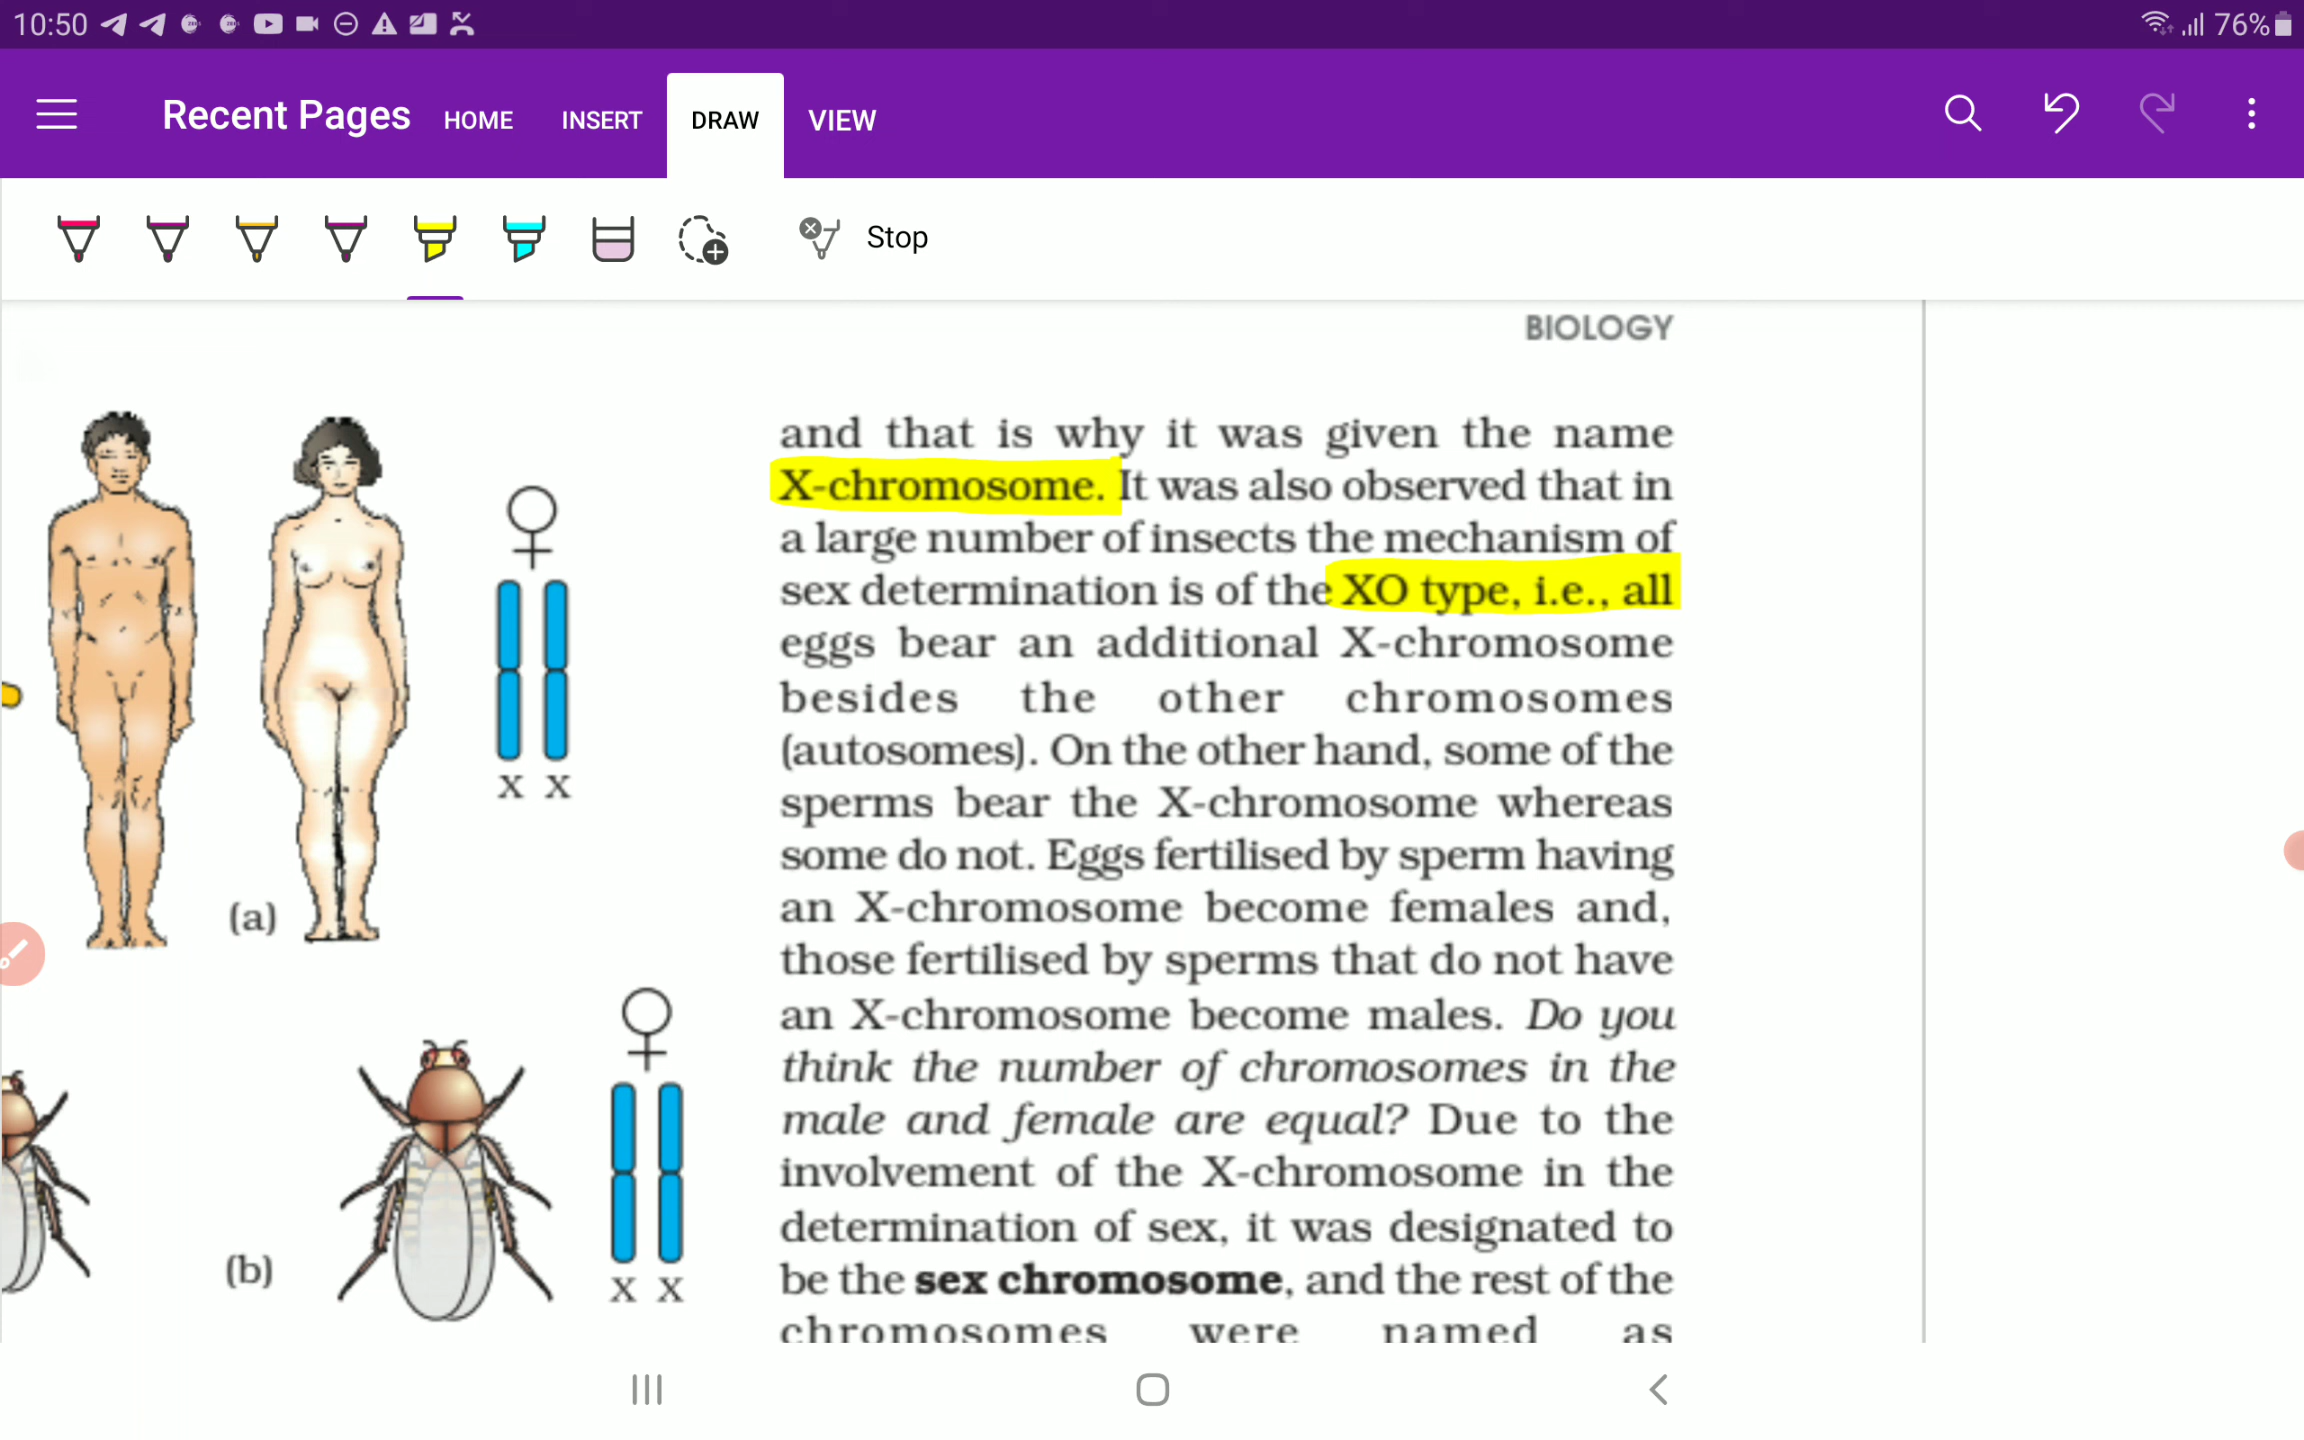 10:50
76%
Recent Pages HOME INSERT DRAW VIEW
Stop
BIOLOGY
and that is why it was given the name
X-chromosome. It was also observed that in
a large number of insects the mechanism of
sex determination is of the XO type, i.e., all
eggs bear an additional X-chromosome
besides the other chromosomes
(autosomes). On the other hand, some of the
sperms bear the X-chromosome whereas
some do not. Eggs fertilised by sperm having
an X-chromosome become females and,
those fertilised by sperms that do not have
an X-chromosome become males. Do you
think the number of chromosomes in the
male and female are equal? Due to the
involvement of the X-chromosome in the
determination of sex, it was designated to
be the sex chromosome, and the rest of the
chromosomes were named as
X X
(a)
(b)
X X